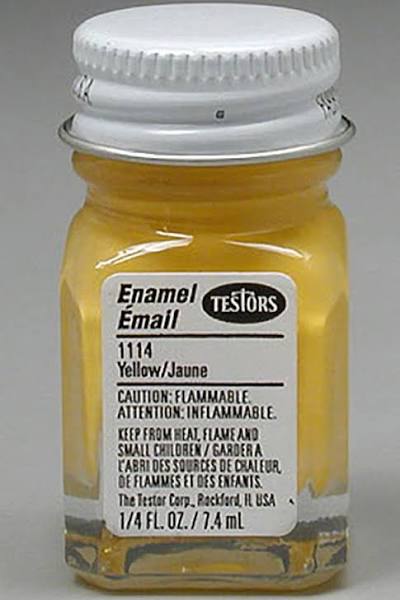 Enamel TESTORS
Émail
1114
Yellow/Jaune
CAUTION: FLAMMABLE.
ATTENTION: INFLAMMABLE.
KEEP FROM HEAT, FLAME AND
SMALL CHILDREN / GARDER A
L'ABRI DES SOURCES DE CHALEUR,
DE FLAMMES ET DES ENFANTS.
The Testor Corp., Rockford, IL USA
1/4 FL. OZ. / 7.4 mL